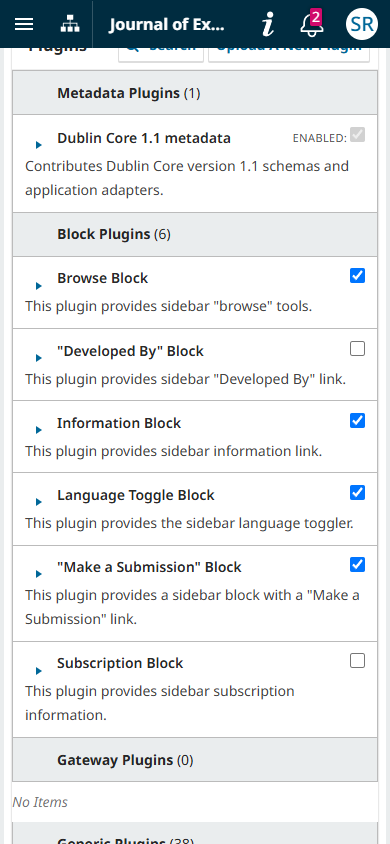 Journal of Ex...
2
SR
Plugins
Search
Upload A New Plugin
Metadata Plugins (1)
Dublin Core 1.1 metadata
ENABLED:
Contributes Dublin Core version 1.1 schemas and
application adapters.
Block Plugins (6)
Browse Block
This plugin provides sidebar "browse" tools.
"Developed By" Block
This plugin provides sidebar "Developed By" link.
Information Block
This plugin provides sidebar information link.
Language Toggle Block
This plugin provides the sidebar language toggler.
"Make a Submission" Block
This plugin provides a sidebar block with a "Make a
Submission" link.
Subscription Block
This plugin provides sidebar subscription
information.
Gateway Plugins (0)
No Items
Generic Plugins (38)